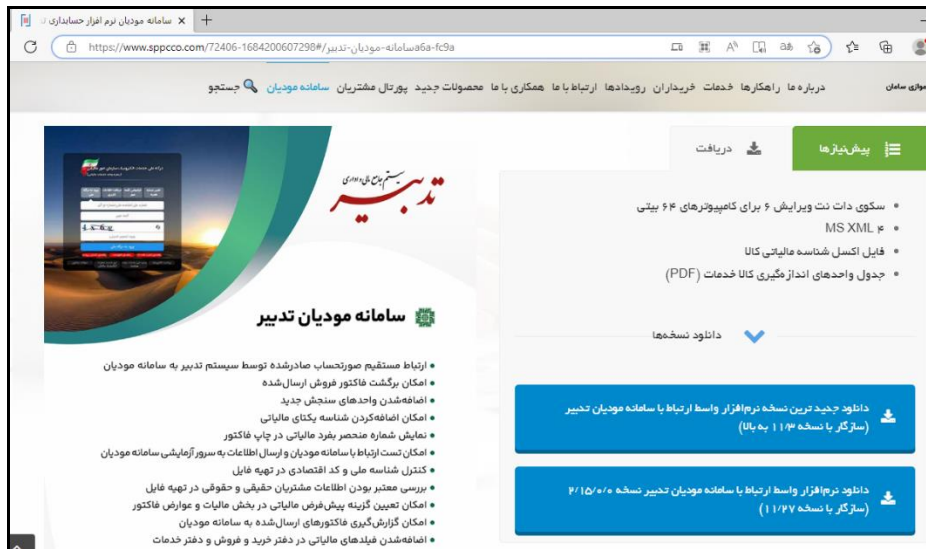 سامانه مودیان نرم افزار حسابداری ت
https://www.sppcco.com/72406-1684200607298#/سامانه-مودیان-تدبیرa6a-fc9a
موازی سامان
درباره ما راهکارها خدمات خریداران رویدادها ارتباط با ما همکاری با ما محصولات جدید پورتال مشتریان سامانه مودیان جستجو
پیش‌نیازها
دریافت
سکوی دات نت ویرایش ۶ برای کامپیوترهای ۶۴ بیتی
MS XML ۴
فایل اکسل شناسه مالیاتی کالا
جدول واحدهای اندازه‌گیری کالا خدمات (PDF)
دانلود نسخه‌ها
دانلود جدید ترین نسخه نرم‌افزار واسط ارتباط با سامانه مودیان تدبیر
(سازگار با نسخه ۱۱/۳ به بالا)
دانلود نرم‌افزار واسط ارتباط با سامانه مودیان تدبیر نسخه ۲/۱۵/۰/۰
(سازگار با نسخه ۱۱/۲۷)
سیستم جامع مالی و اداری
تدبیر
سامانه مودیان تدبیر
ارتباط مستقیم صورتحساب صادرشده توسط سیستم تدبیر به سامانه مودیان
امکان برگشت فاکتور فروش ارسال‌شده
اضافه‌شدن واحدهای سنجش جدید
امکان اضافه‌کردن شناسه یکتای مالیاتی
نمایش شماره منحصر بفرد مالیاتی در چاپ فاکتور
امکان تست ارتباط با سامانه مودیان و ارسال اطلاعات به سرور آزمایشی سامانه مودیان
کنترل شناسه ملی و کد اقتصادی در تهیه فایل
بررسی معتبر بودن اطلاعات مشتریان حقیقی و حقوقی در تهیه فایل
امکان تعیین گزینه پیش‌فرض مالیاتی در بخش مالیات و عوارض فاکتور
امکان گزارش‌گیری فاکتورهای ارسال‌شده به سامانه مودیان
اضافه‌شدن فیلدهای مالیاتی در دفتر خرید و فروش و دفتر خدمات